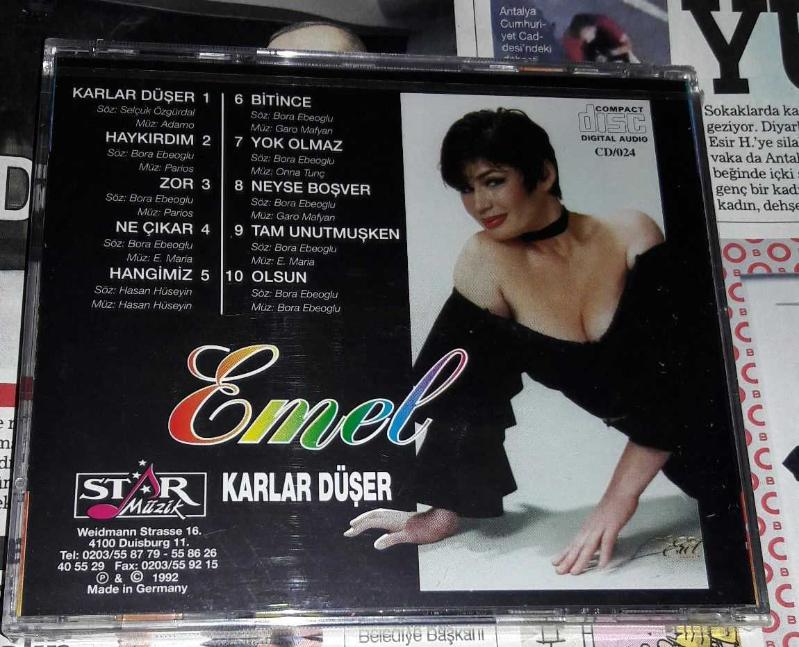 KARLAR DÜŞER 1
Söz: Selçuk Özgürdal
Müz: Adamo
HAYKIRDIM 2
Söz: Bora Ebeoglu
Müz: Parios
ZOR 3
Söz: Bora Ebeoglu
Müz: Parios
NE ÇIKAR 4
Söz: Bora Ebeoglu
Müz: E. Maria
HANGİMİZ 5
Söz: Hasan Hüseyin
Müz: Hasan Hüseyin
6 BİTİNCE
Söz: Bora Ebeoglu
Müz: Garo Mafyan
7 YOK OLMAZ
Söz: Bora Ebeoglu
Müz: Onna Tunç
8 NEYSE BOŞVER
Söz: Bora Ebeoglu
Müz: Garo Mafyan
9 TAM UNUTMUŞKEN
Söz: Bora Ebeoglu
Müz: E. Maria
10 OLSUN
Söz: Bora Ebeoglu
Müz: Bora Ebeoglu
COMPACT
disc
DIGITAL AUDIO
CD/024
Emel
KARLAR DÜŞER
STAR
Müzik
Weidmann Strasse 16.
4100 Duisburg 11.
Tel: 0203/55 87 79 - 55 86 26
40 55 29 Fax: 0203/55 92 15
Ⓟ & © 1992
Made in Germany
Antalya
Cumhuri-
yet Cad-
desi'ndeki
YU
Sokaklarda ka
geziyor. Diyarb
Esir H.'ye sila
vaka da Antal
beğinde içki s
genç bir kad
kadın, dehşe
Belediye Başkanı